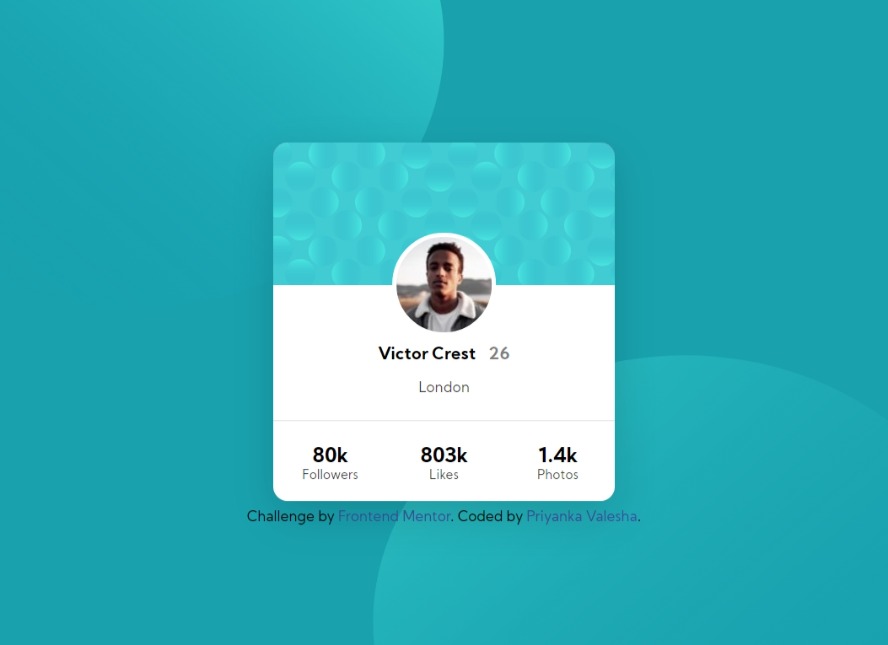 Victor Crest 26
London
80k 803k 1.4k
Followers Likes Photos
Challenge by Frontend Mentor. Coded by Priyanka Valesha.